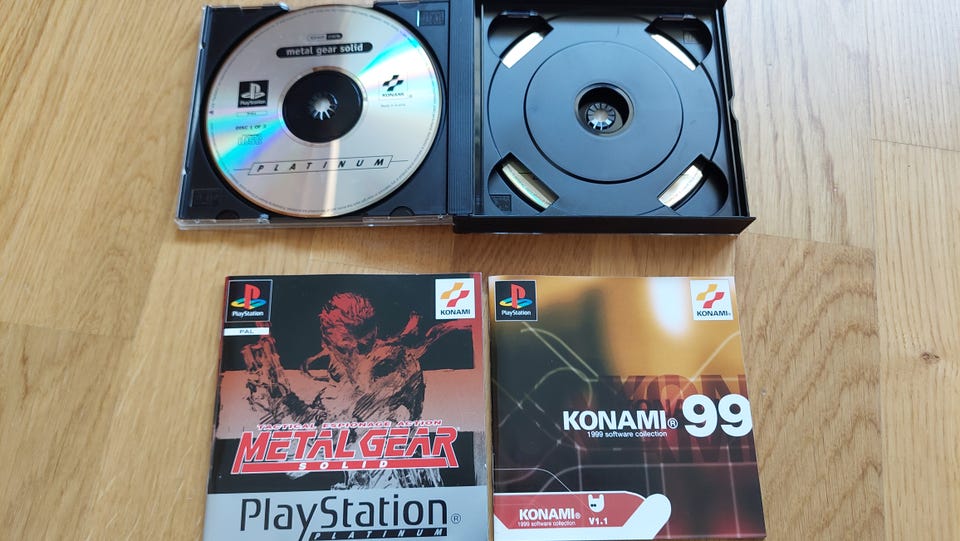 metal gear solid
PlayStation
KONAMI
DISC 1 OF 2
PLATINUM
PlayStation
PAL
KONAMI
TACTICAL ESPIONAGE ACTION
METAL GEAR
SOLID
PlayStation®
PLATINUM
PlayStation
KONAMI®
KONAMI® 99
1999 software collection
KONAMI®
1999 software collection
V1.1